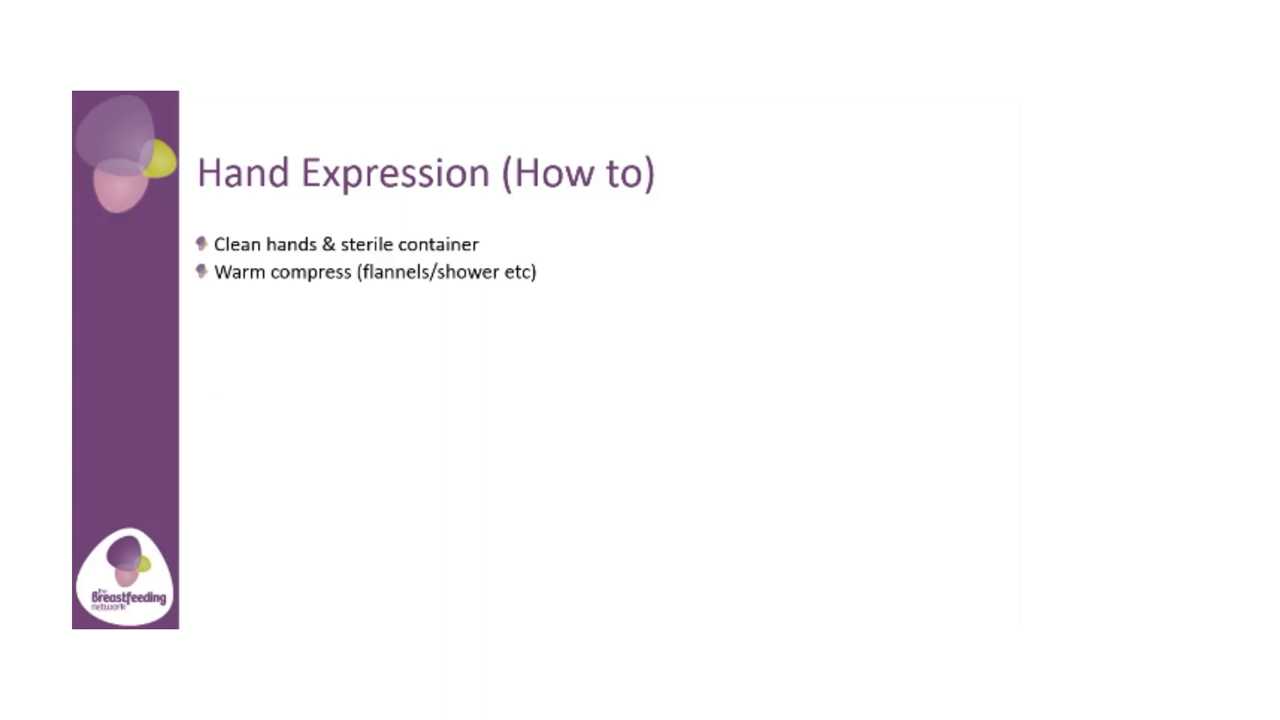 Hand Expression (How to)
Clean hands & sterile container
Warm compress (flannels/shower etc)
the
Breastfeeding
network